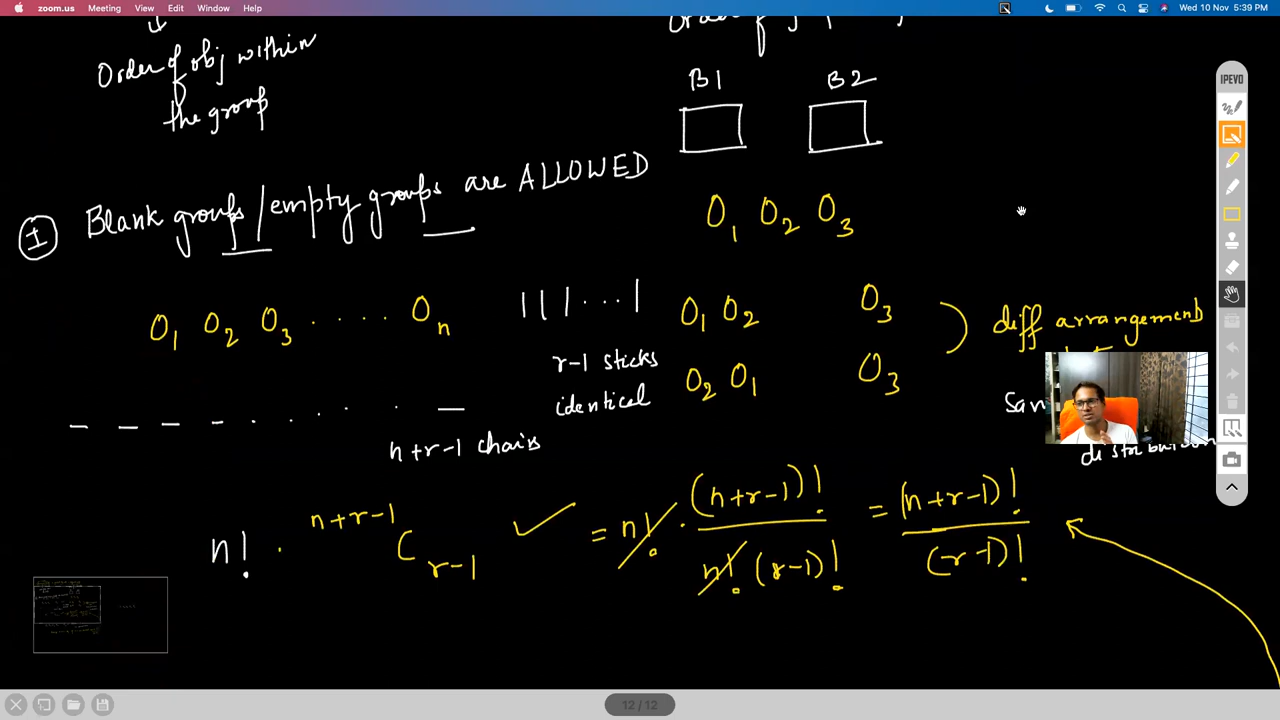 zoom.us Meeting View Edit Window Help
Wed 10 Nov 5:39 PM
IPEVO
Order of obj within
the group
B1 B2
I Blank groups/empty groups are ALLOWED
O1 O2 O3
O1 O2 O3 .... On
| | | ... |
r-1 sticks
identical
O1 O2 O3
O2 O1 O3
) diff arrangement
distribution
_ _ _ _ . . . . _
n+r-1 chairs
n! . ⁿ⁺ʳ⁻¹Cᵣ₋₁ ✓ = n! . (n+r-1)! / n! (r-1)! = (n+r-1)! / (r-1)!
12 / 12